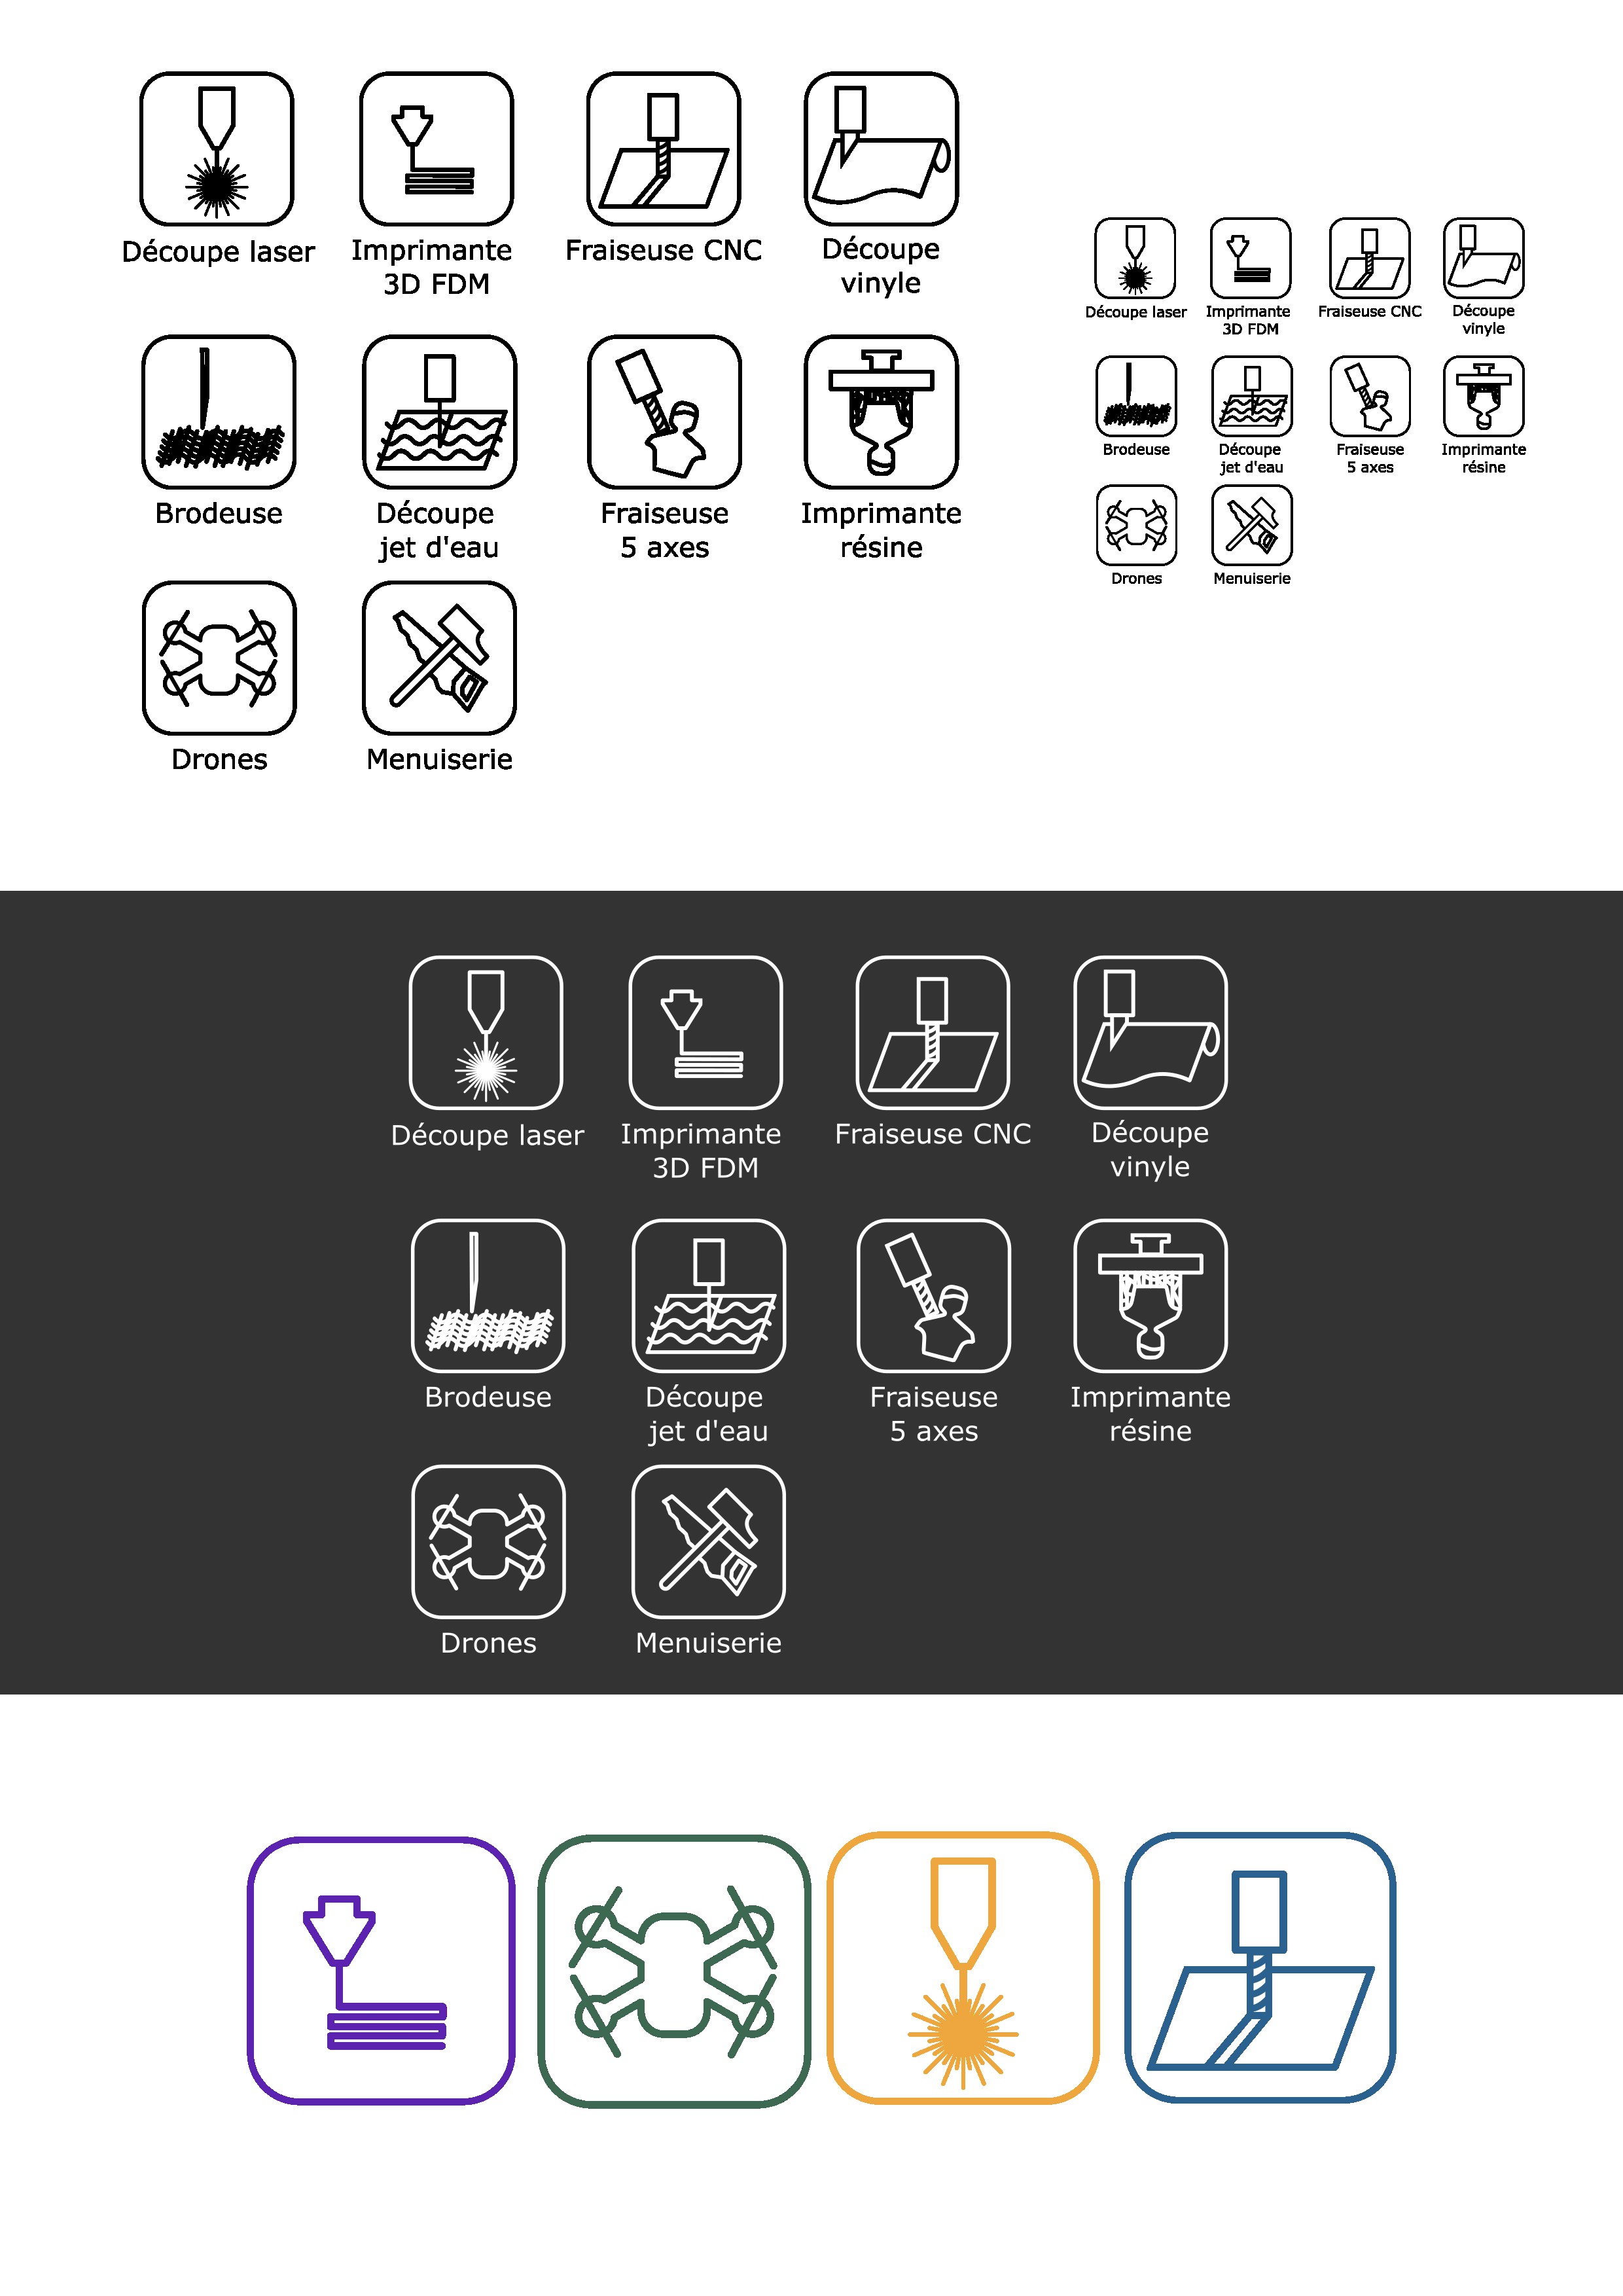 Découpe laser
Imprimante
3D FDM
Fraiseuse CNC
Découpe
vinyle
Brodeuse
Découpe
jet d'eau
Fraiseuse
5 axes
Imprimante
résine
Drones
Menuiserie
Découpe laser
Imprimante
3D FDM
Fraiseuse CNC
Découpe
vinyle
Brodeuse
Découpe
jet d'eau
Fraiseuse
5 axes
Imprimante
résine
Drones
Menuiserie
Découpe laser
Imprimante
3D FDM
Fraiseuse CNC
Découpe
vinyle
Brodeuse
Découpe
jet d'eau
Fraiseuse
5 axes
Imprimante
résine
Drones
Menuiserie